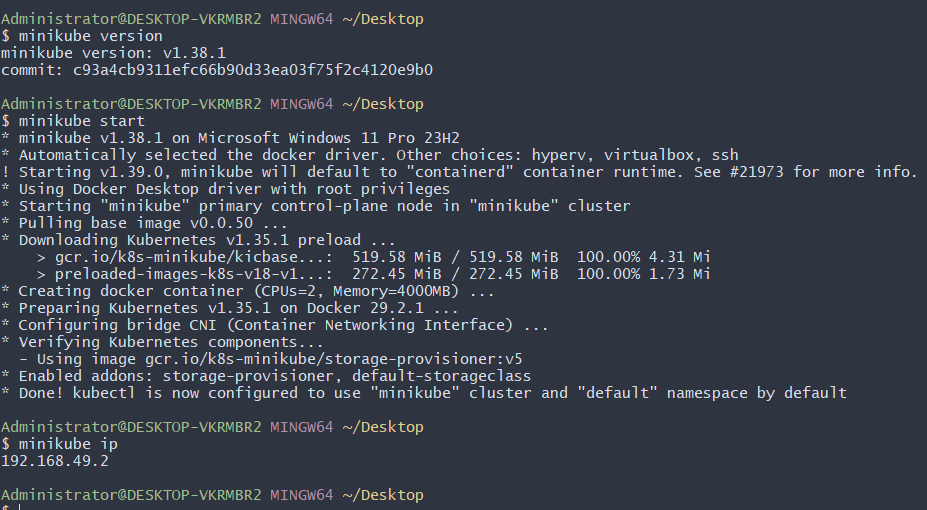 Administrator@DESKTOP-VKRMBR2 MINGW64 ~/Desktop
$ minikube version
minikube version: v1.38.1
commit: c93a4cb9311efc66b90d33ea03f75f2c4120e9b0
Administrator@DESKTOP-VKRMBR2 MINGW64 ~/Desktop
$ minikube start
* minikube v1.38.1 on Microsoft Windows 11 Pro 23H2
* Automatically selected the docker driver. Other choices: hyperv, virtualbox, ssh
! Starting v1.39.0, minikube will default to "containerd" container runtime. See #21973 for more info.
* Using Docker Desktop driver with root privileges
* Starting "minikube" primary control-plane node in "minikube" cluster
* Pulling base image v0.0.50 ...
* Downloading Kubernetes v1.35.1 preload ...
    > gcr.io/k8s-minikube/kicbase...:  519.58 MiB / 519.58 MiB  100.00% 4.31 Mi
    > preloaded-images-k8s-v18-v1...:  272.45 MiB / 272.45 MiB  100.00% 1.73 Mi
* Creating docker container (CPUs=2, Memory=4000MB) ...
* Preparing Kubernetes v1.35.1 on Docker 29.2.1 ...
* Configuring bridge CNI (Container Networking Interface) ...
* Verifying Kubernetes components...
  - Using image gcr.io/k8s-minikube/storage-provisioner:v5
* Enabled addons: storage-provisioner, default-storageclass
* Done! kubectl is now configured to use "minikube" cluster and "default" namespace by default
Administrator@DESKTOP-VKRMBR2 MINGW64 ~/Desktop
$ minikube ip
192.168.49.2
Administrator@DESKTOP-VKRMBR2 MINGW64 ~/Desktop
$